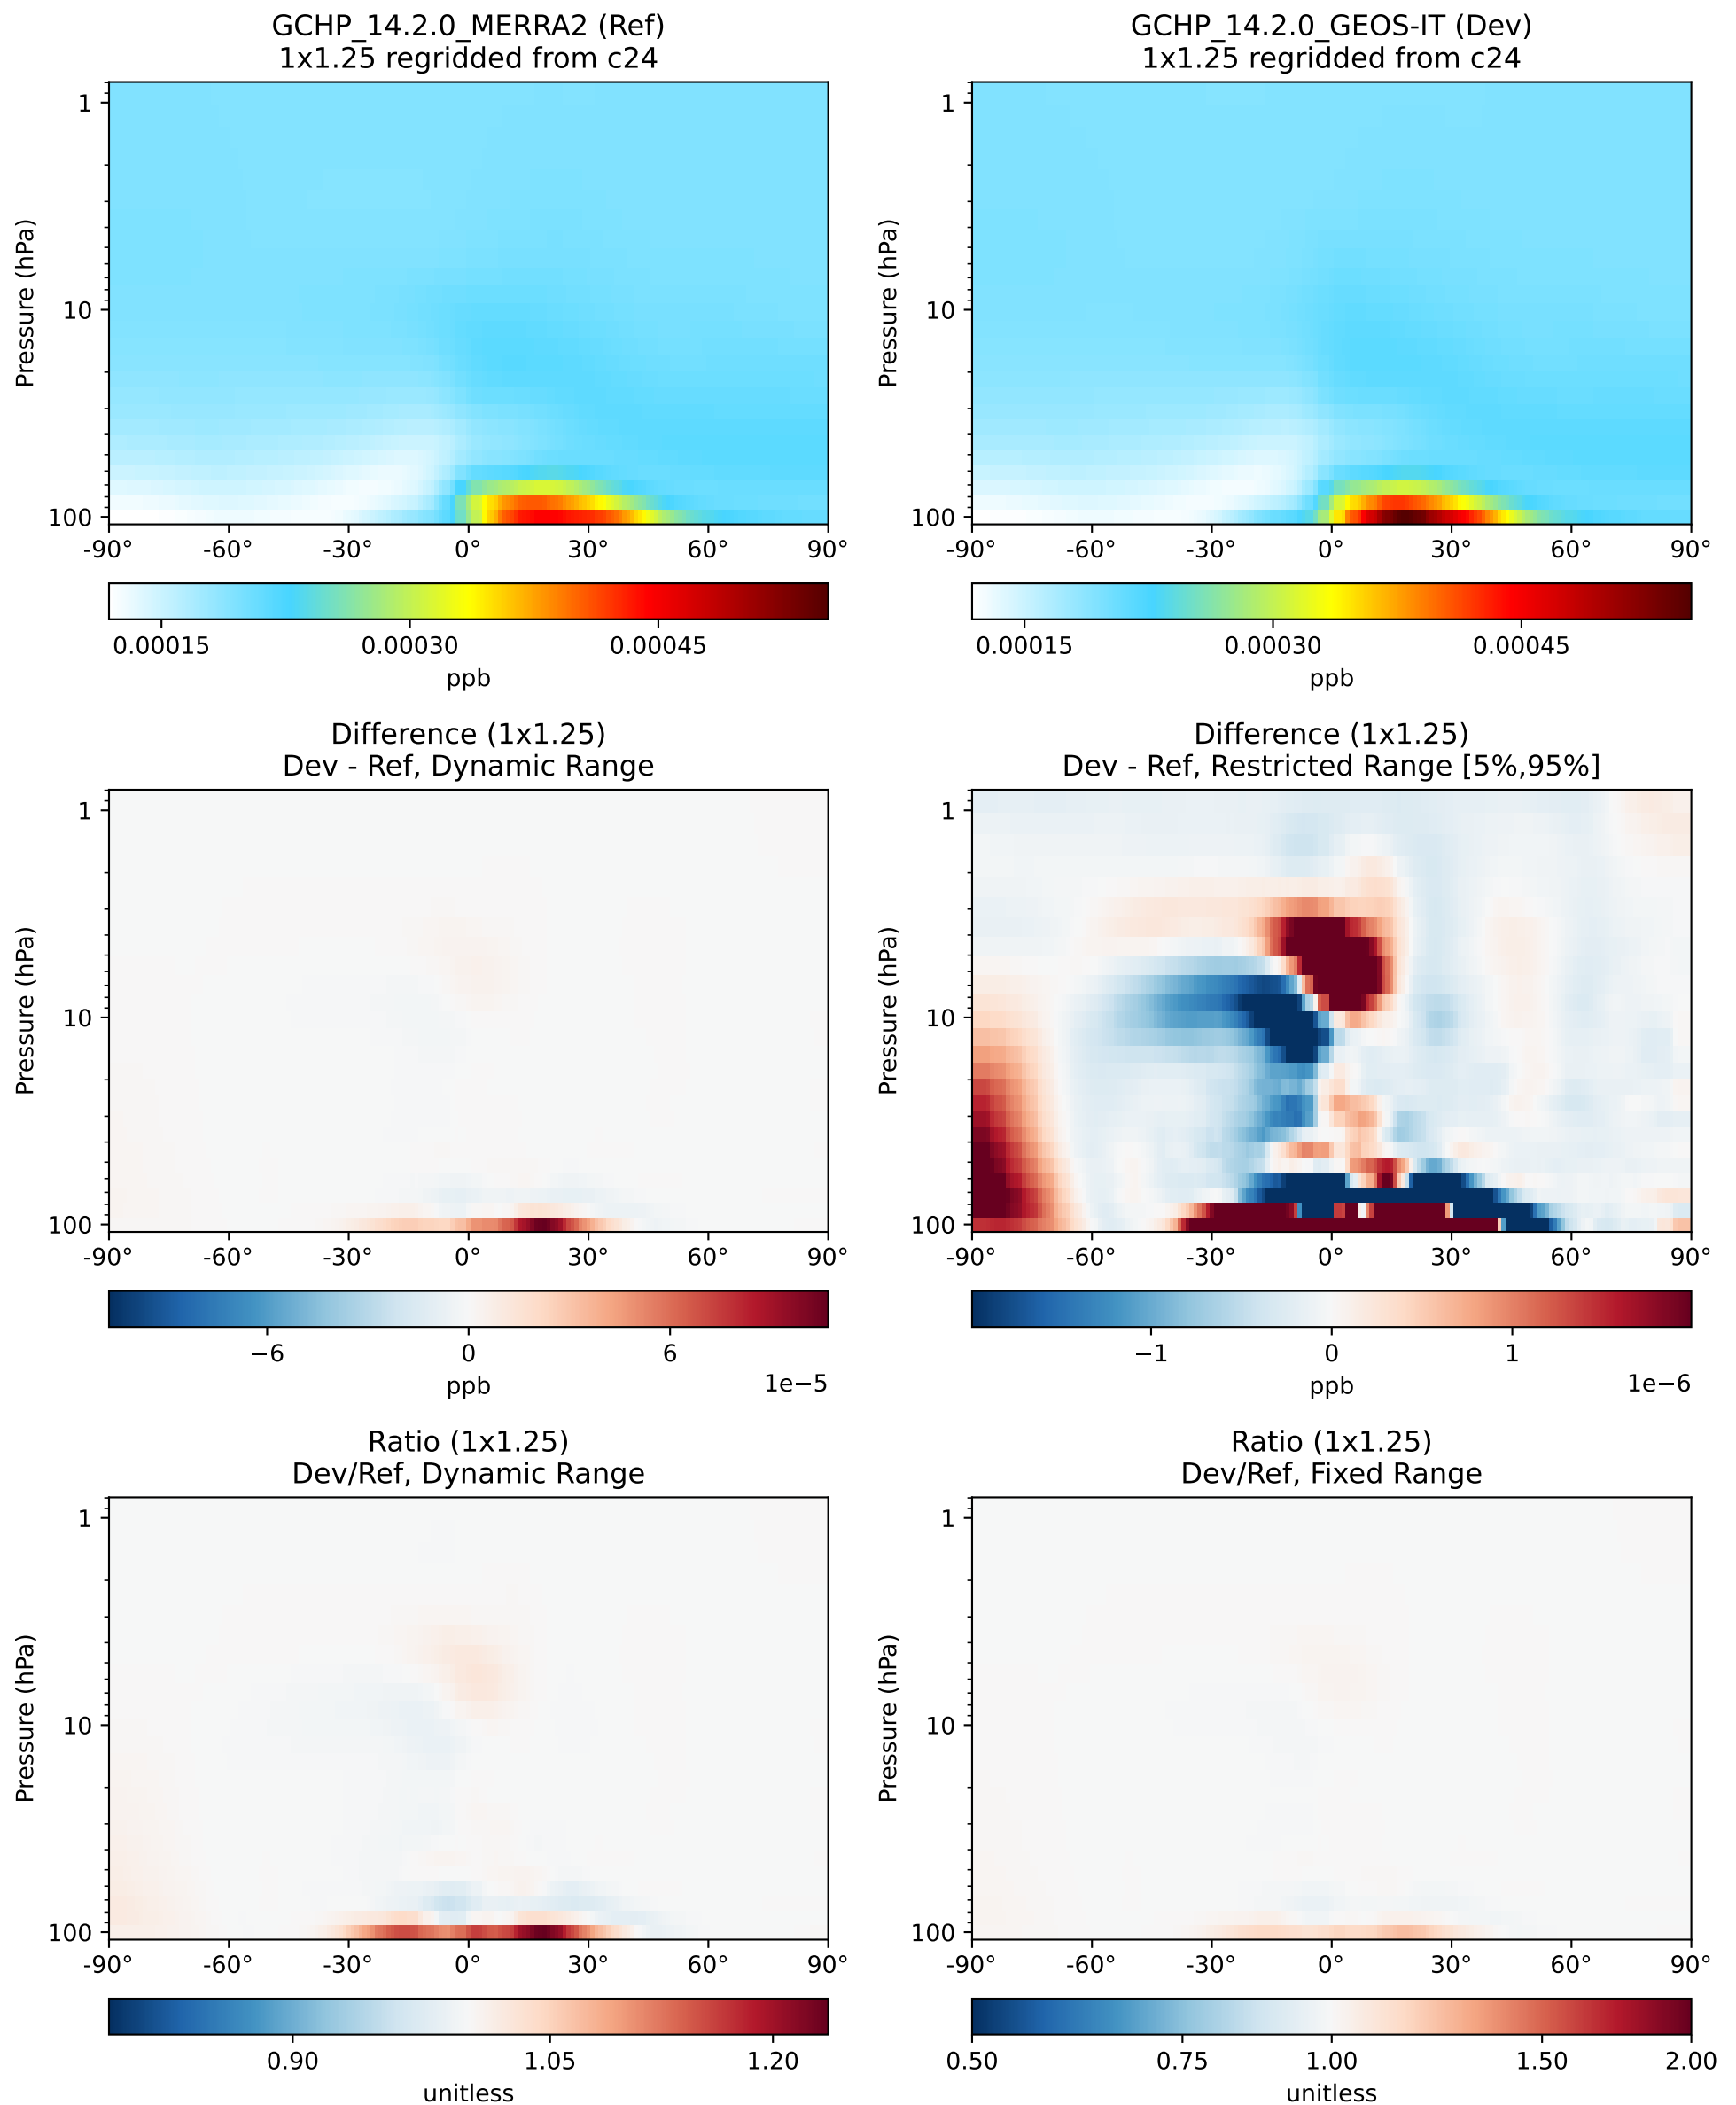 GCHP_14.2.0_MERRA2 (Ref)
1x1.25 regridded from c24
Pressure (hPa)
1
10
100
-90° -60° -30° 0° 30° 60° 90°
0.00015 0.00030 0.00045
ppb
GCHP_14.2.0_GEOS-IT (Dev)
1x1.25 regridded from c24
Pressure (hPa)
1
10
100
-90° -60° -30° 0° 30° 60° 90°
0.00015 0.00030 0.00045
ppb
Difference (1x1.25)
Dev - Ref, Dynamic Range
Pressure (hPa)
1
10
100
-90° -60° -30° 0° 30° 60° 90°
−6 0 6
1e−5
ppb
Difference (1x1.25)
Dev - Ref, Restricted Range [5%,95%]
Pressure (hPa)
1
10
100
-90° -60° -30° 0° 30° 60° 90°
−1 0 1
1e−6
ppb
Ratio (1x1.25)
Dev/Ref, Dynamic Range
Pressure (hPa)
1
10
100
-90° -60° -30° 0° 30° 60° 90°
0.90 1.05 1.20
unitless
Ratio (1x1.25)
Dev/Ref, Fixed Range
Pressure (hPa)
1
10
100
-90° -60° -30° 0° 30° 60° 90°
0.50 0.75 1.00 1.50 2.00
unitless